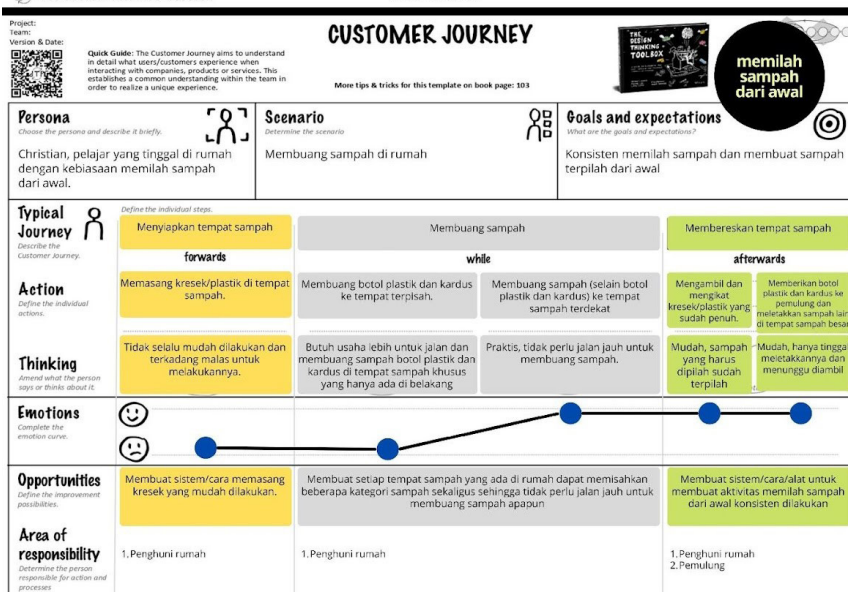 Project:
Team:
Version & Date:
Quick Guide: The Customer Journey aims to understand
in detail what users/customers experience when
interacting with companies, products or services. This
establishes a common understanding within the team in
order to realize a unique experience.
CUSTOMER JOURNEY
More tips & tricks for this template on book page: 103
THE
DESIGN
THINKING
TOOLBOX
memilah
sampah
dari awal
Persona
Choose the persona and describe it briefly.
Christian, pelajar yang tinggal di rumah
dengan kebiasaan memilah sampah
dari awal.
Scenario
Determine the scenario
Membuang sampah di rumah
Goals and expectations
What are the goals and expectations?
Konsisten memilah sampah dan membuat sampah
terpilah dari awal
Typical
Journey
Describe the
Customer Journey.
Define the individual steps.
Menyiapkan tempat sampah
Membuang sampah
Membereskan tempat sampah
forwards
while
afterwards
Action
Define the individual
actions.
Memasang kresek/plastik di tempat
sampah.
Membuang botol plastik dan kardus
ke tempat terpisah.
Membuang sampah (selain botol
plastik dan kardus) ke tempat
sampah terdekat
Mengambil dan
mengikat
kresek/plastik yang
sudah penuh.
Memberikan botol
plastik dan kardus ke
pemulung dan
meletakkan sampah lain
di tempat sampah besar
Thinking
Amend what the person
says or thinks about it.
Tidak selalu mudah dilakukan dan
terkadang malas untuk
melakukannya.
Butuh usaha lebih untuk jalan dan
membuang sampah botol plastik dan
kardus di tempat sampah khusus
yang hanya ada di belakang
Praktis, tidak perlu jalan jauh untuk
membuang sampah.
Mudah, sampah
yang harus
dipilah sudah
terpilah
Mudah, hanya tinggal
meletakkannya dan
menunggu diambil
Emotions
Complete the
emotion curve.
Opportunities
Define the improvement
possibilities.
Membuat sistem/cara memasang
kresek yang mudah dilakukan.
Membuat setiap tempat sampah yang ada di rumah dapat memisahkan
beberapa kategori sampah sekaligus sehingga tidak perlu jalan jauh untuk
membuang sampah apapun
Membuat sistem/cara/alat untuk
membuat aktivitas memilah sampah
dari awal konsisten dilakukan
Area of
responsibility
Determine the person
responsible for action and
processes
1.Penghuni rumah
1.Penghuni rumah
1.Penghuni rumah
2.Pemulung